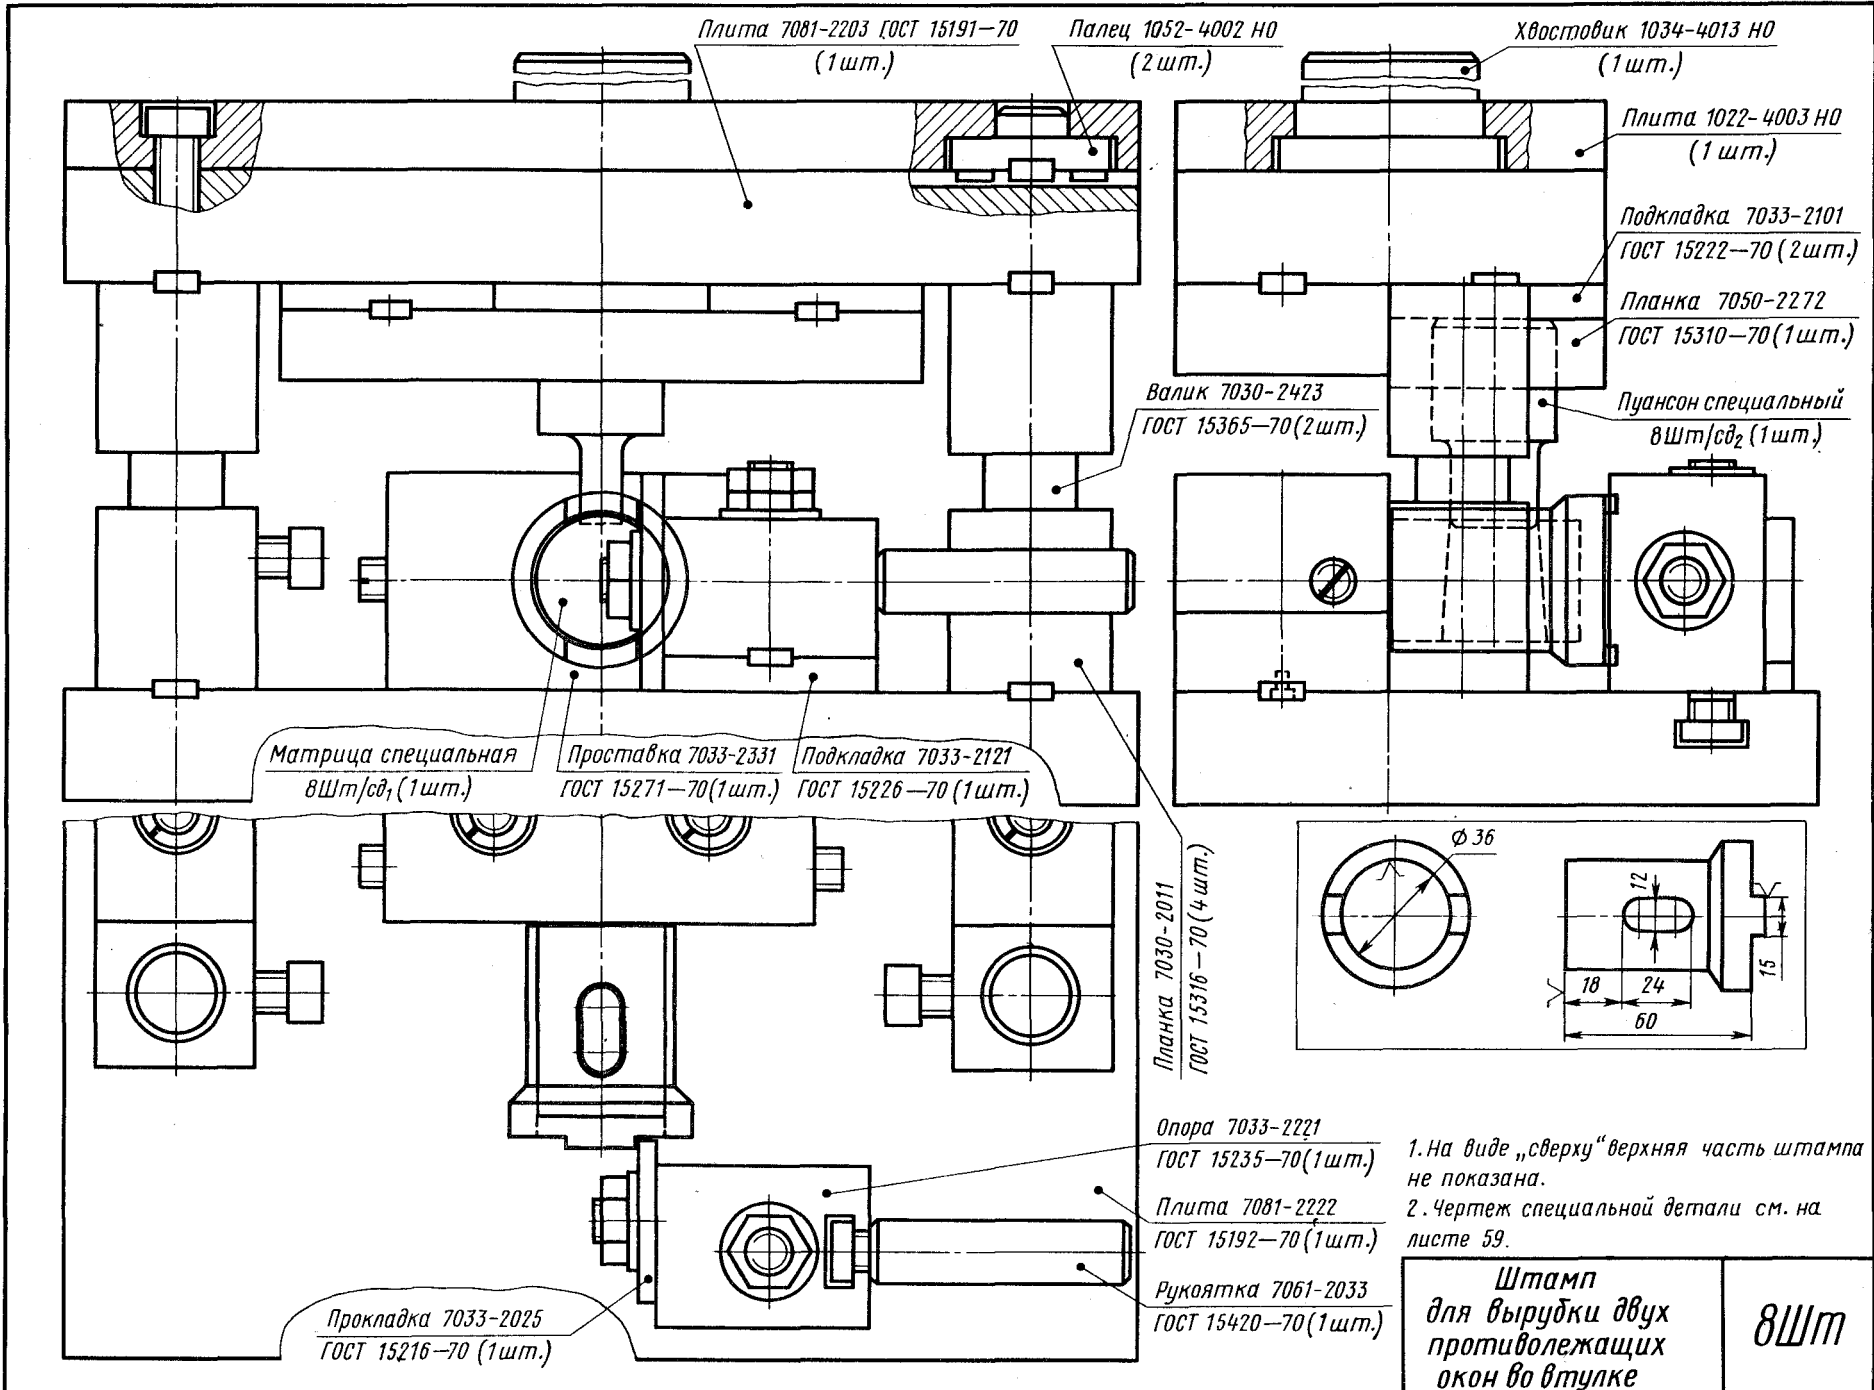 Плита 7081-2203 ГОСТ 15191—70
(1шт.)
Палец 1052-4002 НО
(2шт.)
Хвостовик 1034-4013 НО
(1шт.)
Плита 1022-4003 НО
(1 шт.)
Подкладка 7033-2101
ГОСТ 15222—70 (2шт.)
Планка 7050-2272
ГОСТ 15310—70 (1шт.)
Валик 7030-2423
ГОСТ 15365—70 (2шт.)
Пуансон специальный
8Шт/сд₂ (1шт.)
Матрица специальная
8Шт/сд₁ (1шт.)
Проставка 7033-2331
ГОСТ 15271—70 (1шт.)
Подкладка 7033-2121
ГОСТ 15226—70 (1шт.)
Планка 7030-2011
ГОСТ 15316—70 (4шт.)
Ф 36
12
15
18
24
60
Опора 7033-2221
ГОСТ 15235—70 (1шт.)
Плита 7081-2222
ГОСТ 15192—70 (1шт.)
Рукоятка 7061-2033
ГОСТ 15420—70 (1шт.)
Прокладка 7033-2025
ГОСТ 15216—70 (1шт.)
1. На виде „сверху“ верхняя часть штампа
не показана.
2. Чертеж специальной детали см. на
листе 59.
Штамп
для вырубки двух
противолежащих
окон во втулке
8Шт